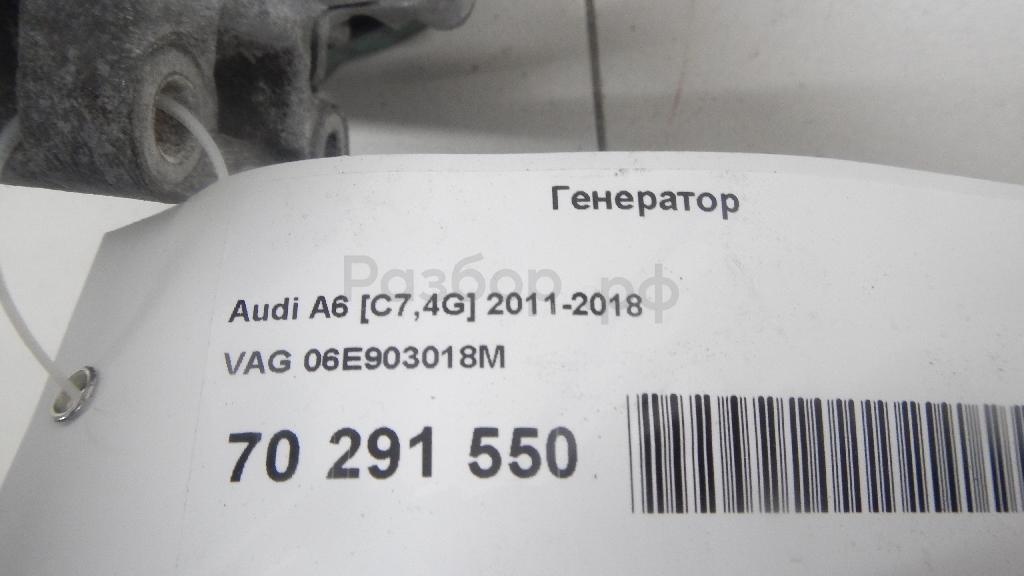 Генератор
Разбор.рф
Audi A6 [C7,4G] 2011-2018
VAG 06E903018M
70 291 550